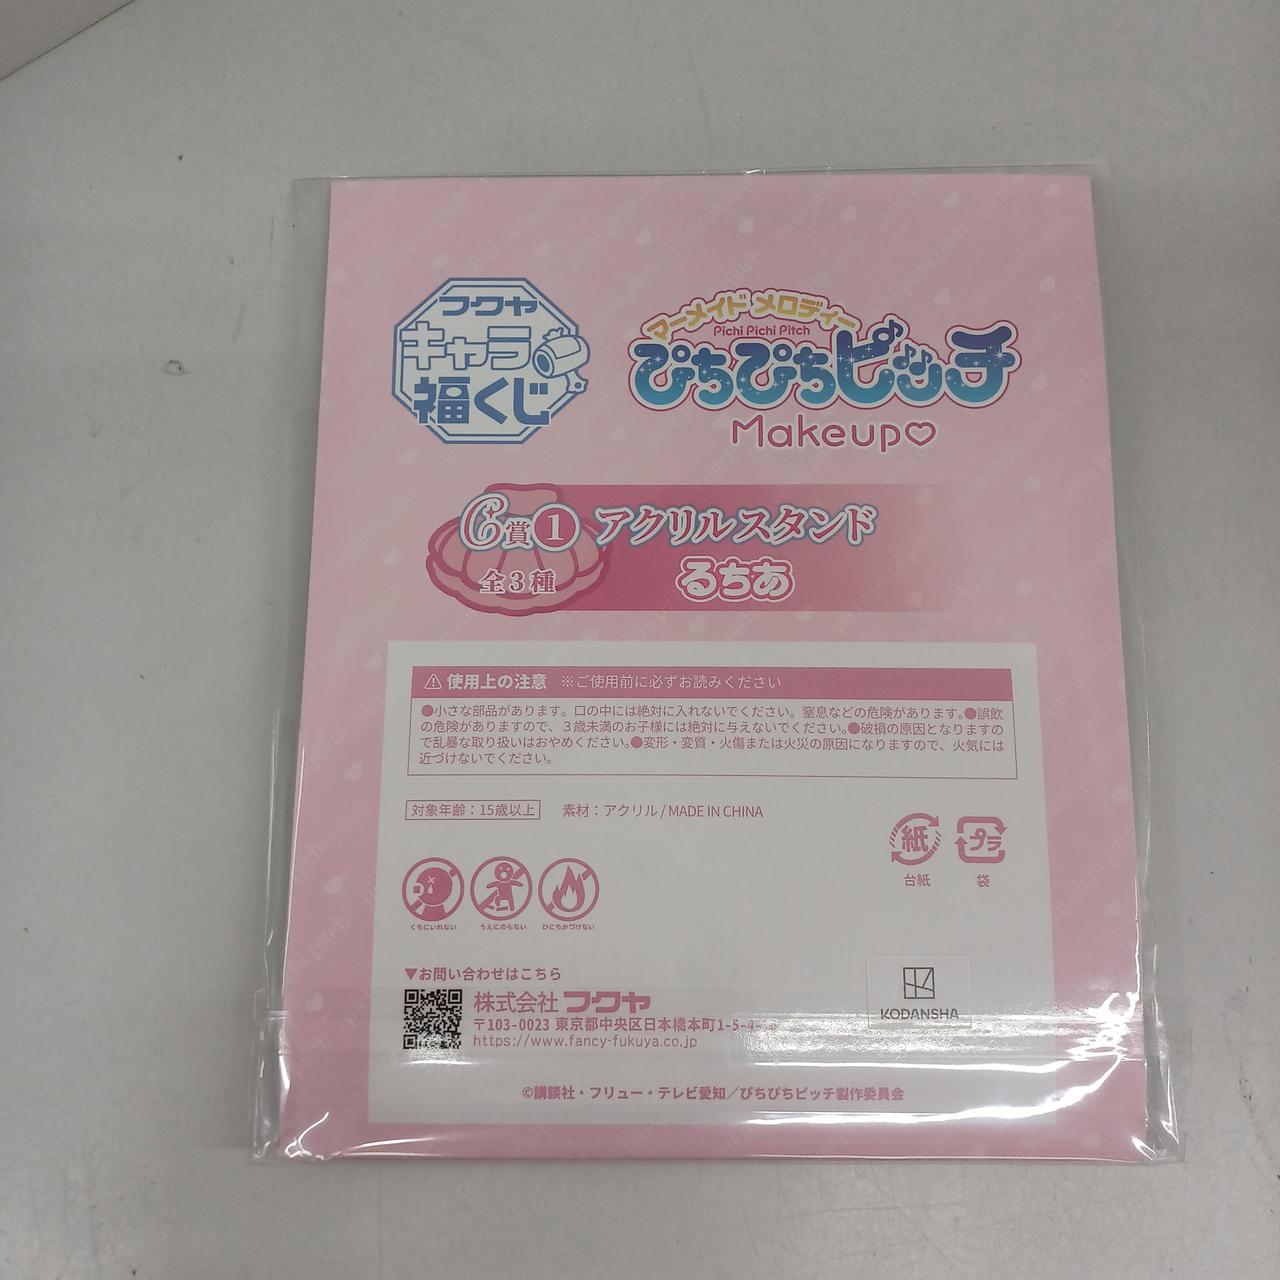 フクヤ
キャラ
福くじ
マーメイド メロディー
Pichi Pichi Pitch
ぴちぴちピッチ
Makeup♡
C賞1 アクリルスタンド
全3種 るちあ
⚠使用上の注意 ※ご使用前に必ずお読みください
●小さな部品があります。口の中には絶対に入れないでください。窒息などの危険があります。●誤飲
の危険がありますので、3歳未満のお子様には絶対に与えないでください。●破損の原因となりますの
で乱暴な取り扱いはおやめください。●変形・変質・火傷または火災の原因になりますので、火気には
近づけないでください。
対象年齢:15歳以上 素材:アクリル / MADE IN CHINA
紙 プラ
台紙 袋
くちにいれない うえにのらない ひにちかづけない
▼お問い合わせはこちら
株式会社 フクヤ
〒103-0023 東京都中央区日本橋本町1-5-4
https://www.fancy-fukuya.co.jp
KODANSHA
©講談社・フリュー・テレビ愛知/ぴちぴちピッチ製作委員会